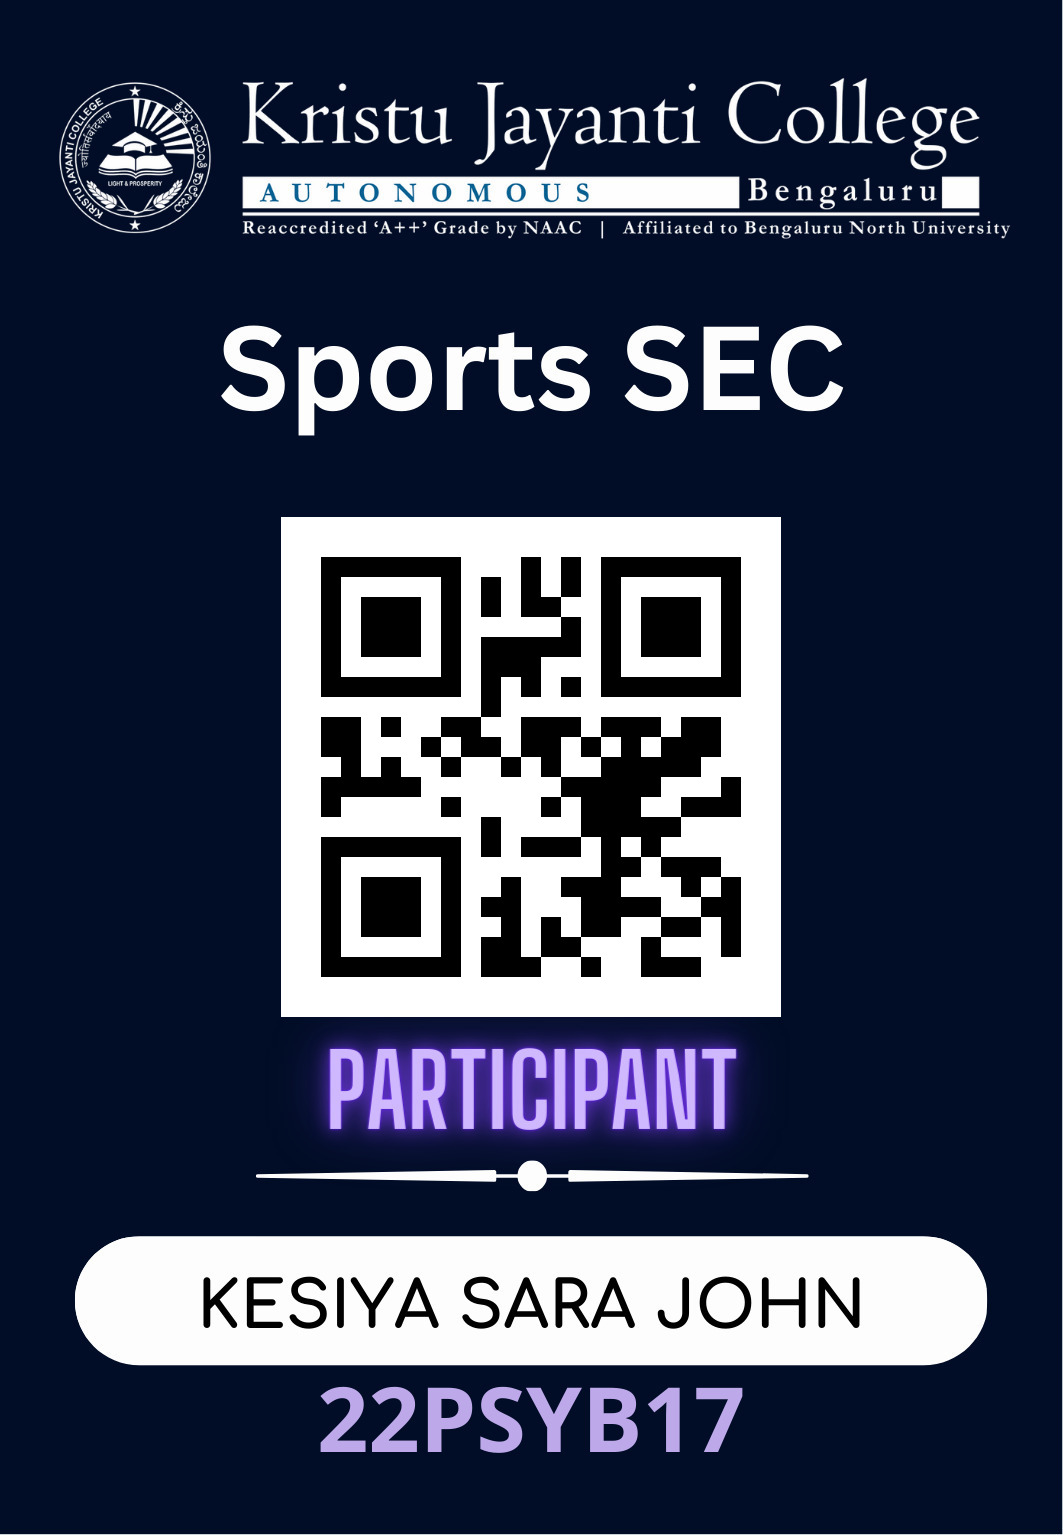 KRISTU JAYANTI COLLEGE
ज्योतिसंवादयाय
LIGHT & PROSPERITY
Kristu Jayanti College
AUTONOMOUS Bengaluru
Reaccredited ‘A++’ Grade by NAAC | Affiliated to Bengaluru North University
Sports SEC
PARTICIPANT
KESIYA SARA JOHN
22PSYB17